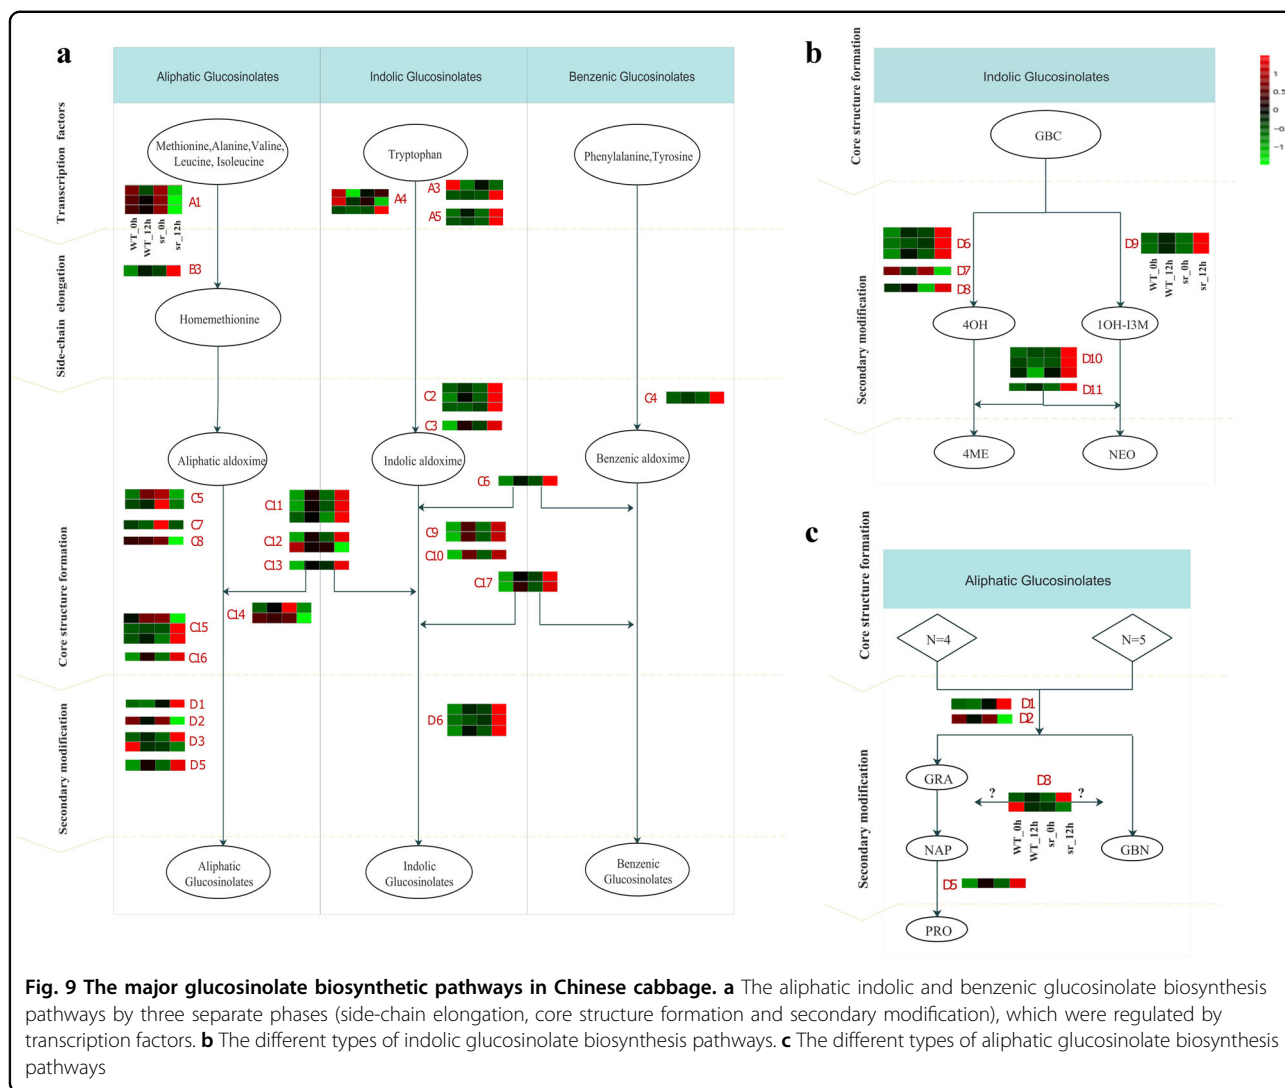 a
Aliphatic Glucosinolates
Indolic Glucosinolates
Benzenic Glucosinolates
Transcription factors
Side-chain elongation
Core structure formation
Secondary modification
Methionine,Alanine,Valine,
Leucine, Isoleucine
Tryptophan
Phenylalanine,Tyrosine
A1
WT_0h
WT_12h
sr_0h
sr_12h
A4
A3
A5
B3
Homemethionine
C2
C3
C4
Aliphatic aldoxime
Indolic aldoxime
Benzenic aldoxime
C5
C7
C8
C11
C12
C13
C6
C9
C10
C17
C14
C15
C16
D1
D2
D3
D5
D6
Aliphatic
Glucosinolates
Indolic
Glucosinolates
Benzenic
Glucosinolates
b
Indolic Glucosinolates
1
0.5
0
-0.5
-1
Core structure formation
Secondary modification
GBC
D6
D7
D8
D9
WT_0h
WT_12h
sr_0h
sr_12h
4OH
1OH-I3M
D10
D11
4ME
NEO
c
Aliphatic Glucosinolates
Core structure formation
Secondary modification
N=4
N=5
D1
D2
GRA
D3
?
?
WT_0h
WT_12h
sr_0h
sr_12h
NAP
GBN
D5
PRO
Fig. 9 The major glucosinolate biosynthetic pathways in Chinese cabbage. a The aliphatic indolic and benzenic glucosinolate biosynthesis
pathways by three separate phases (side-chain elongation, core structure formation and secondary modification), which were regulated by
transcription factors. b The different types of indolic glucosinolate biosynthesis pathways. c The different types of aliphatic glucosinolate biosynthesis
pathways